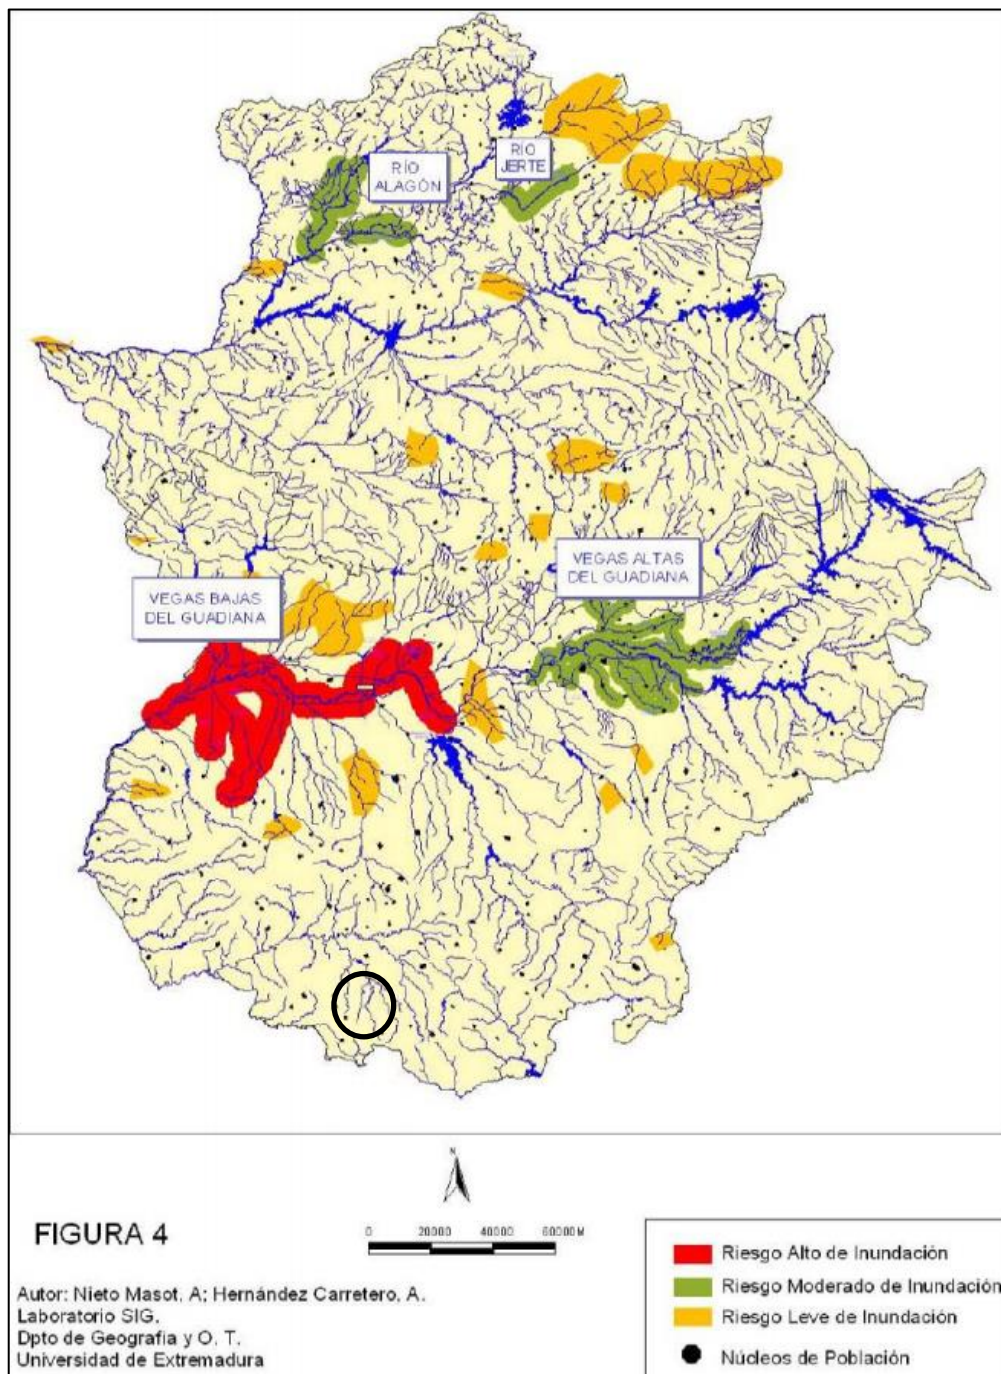 RÍO
JERTE
RÍO
ALAGÓN
VEGAS ALTAS
DEL GUADIANA
VEGAS BAJAS
DEL GUADIANA
N
0 20000 40000 60000 M
FIGURA 4
Autor: Nieto Masot, A; Hernández Carretero, A.
Laboratorio SIG.
Dpto de Geografia y O. T.
Universidad de Extremadura
Riesgo Alto de Inundación
Riesgo Moderado de Inundación
Riesgo Leve de Inundación
Núcleos de Población